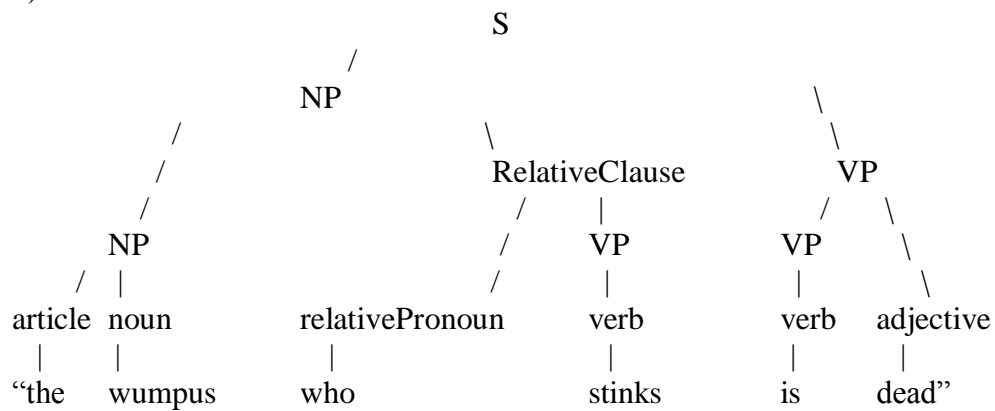 )
S
NP
RelativeClause VP
NP VP VP
article noun relativePronoun verb verb adjective
“the wumpus who stinks is dead”